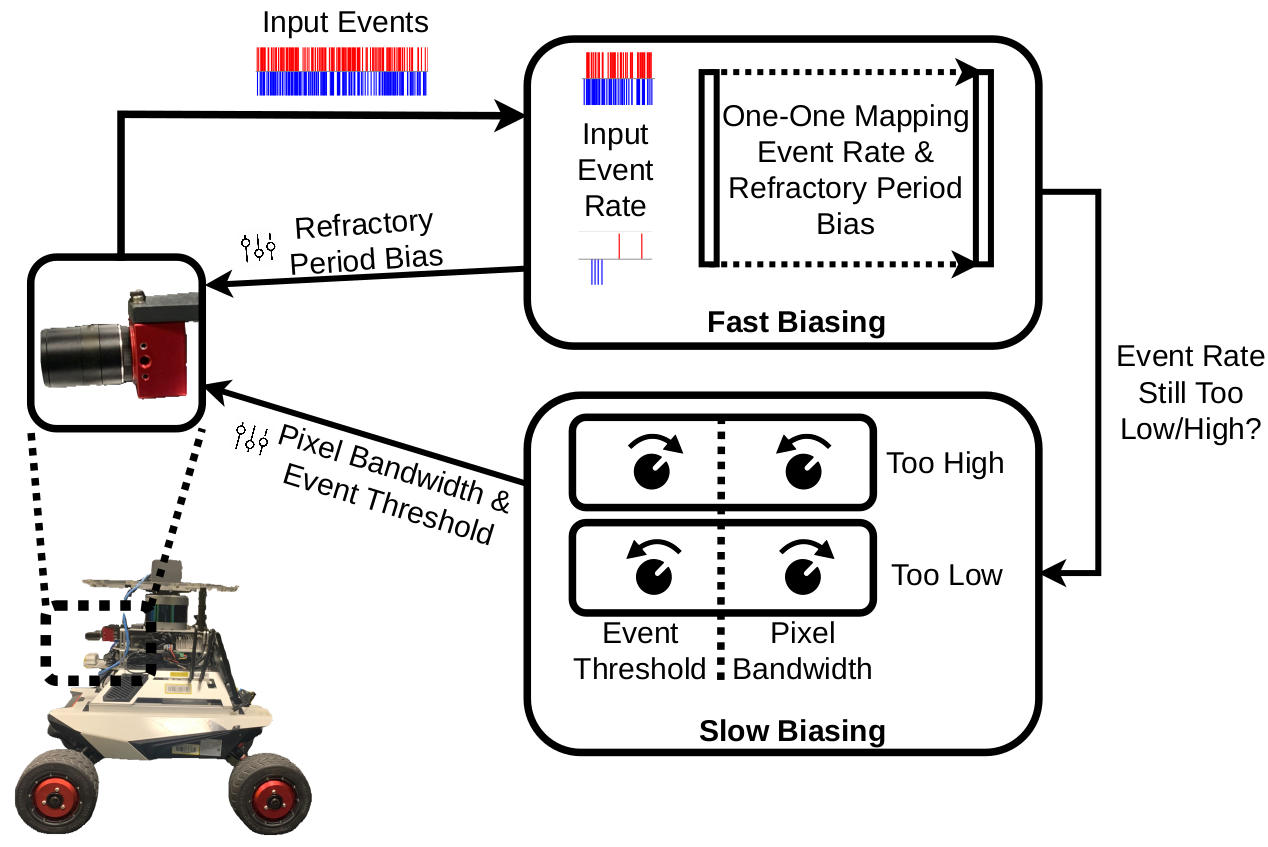 Input Events
Input
Event
Rate
One-One Mapping
Event Rate &
Refractory Period
Bias
Fast Biasing
Refractory
Period Bias
Event Rate
Still Too
Low/High?
Pixel Bandwidth &
Event Threshold
Too High
Too Low
Event
Threshold
Pixel
Bandwidth
Slow Biasing